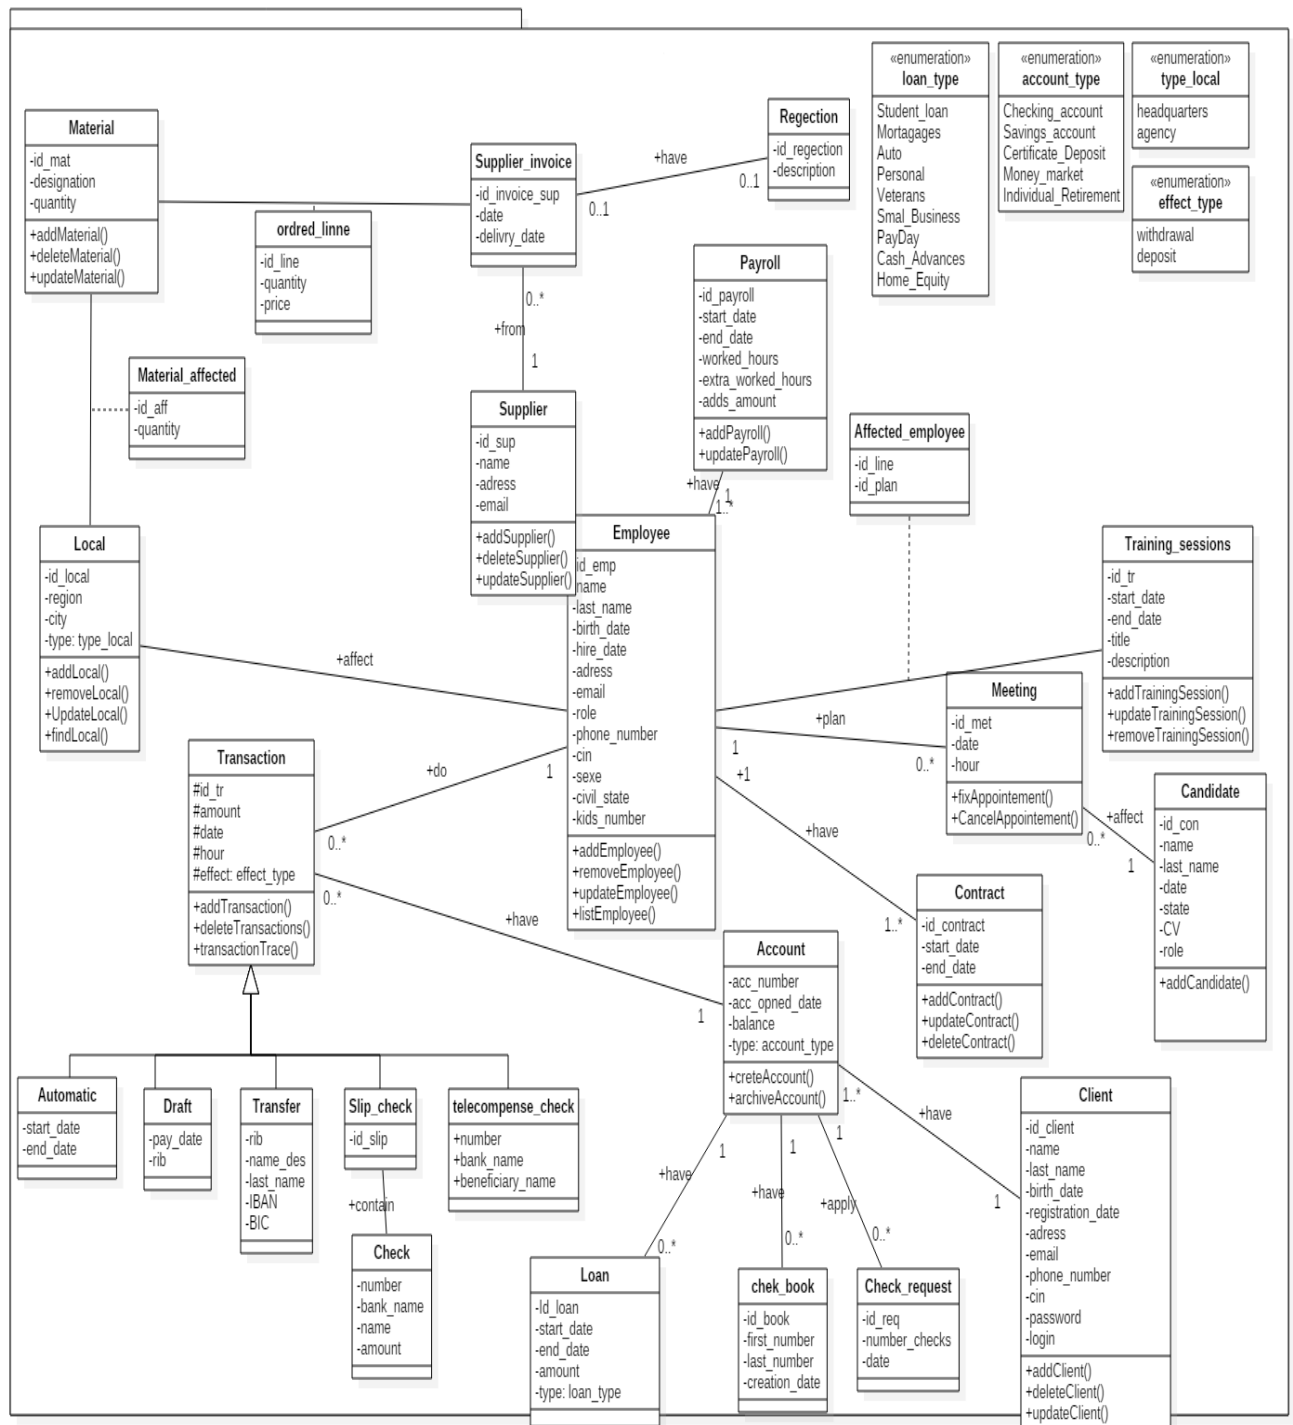 «enumeration»
loan_type
Student_loan
Mortagages
Auto
Personal
Veterans
Smal_Business
PayDay
Cash_Advances
Home_Equity
«enumeration»
account_type
Checking_account
Savings_account
Certificate_Deposit
Money_market
Individual_Retirement
«enumeration»
type_local
headquarters
agency
«enumeration»
effect_type
withdrawal
deposit
Material
-id_mat
-designation
-quantity
+addMaterial()
+deleteMaterial()
+updateMaterial()
Supplier_invoice
-id_invoice_sup
-date
-delivry_date
+have
0..1
0..1
Regection
-id_regection
-description
ordred_linne
-id_line
-quantity
-price
0..*
+from
1
Payroll
-id_payroll
-start_date
-end_date
-worked_hours
-extra_worked_hours
-adds_amount
+addPayroll()
+updatePayroll()
+have
1
1..*
Material_affected
-id_aff
-quantity
Supplier
-id_sup
-name
-adress
-email
+addSupplier()
+deleteSupplier()
+updateSupplier()
Affected_employee
-id_line
-id_plan
Local
-id_local
-region
-city
-type: type_local
+addLocal()
+removeLocal()
+UpdateLocal()
+findLocal()
+affect
Employee
id_emp
name
-last_name
-birth_date
-hire_date
-adress
-email
-role
-phone_number
-cin
-sexe
-civil_state
-kids_number
+addEmployee()
+removeEmployee()
+updateEmployee()
+listEmployee()
Training_sessions
-id_tr
-start_date
-end_date
-title
-description
+addTrainingSession()
+updateTrainingSession()
+removeTrainingSession()
+plan
1
0..*
Meeting
-id_met
-date
-hour
+fixAppointement()
+CancelAppointement()
+affect
0..*
1
Candidate
-id_con
-name
-last_name
-date
-state
-CV
-role
+addCandidate()
Transaction
#id_tr
#amount
#date
#hour
#effect: effect_type
+addTransaction()
+deleteTransactions()
+transactionTrace()
+do
1
0..*
0..*
+have
1
+1
+have
1..*
Contract
-id_contract
-start_date
-end_date
+addContract()
+updateContract()
+deleteContract()
Account
-acc_number
-acc_opned_date
-balance
-type: account_type
+creteAccount()
+archiveAccount()
1..*
+have
1
Automatic
-start_date
-end_date
Draft
-pay_date
-rib
Transfer
-rib
-name_des
-last_name
-IBAN
-BIC
Slip_check
-id_slip
telecompense_check
+number
+bank_name
+beneficiary_name
+contain
Check
-number
-bank_name
-name
-amount
1
+have
0..*
1
+have
0..*
1
+apply
0..*
Loan
-Id_loan
-start_date
-end_date
-amount
-type: loan_type
chek_book
-id_book
-first_number
-last_number
-creation_date
Check_request
-id_req
-number_checks
-date
Client
-id_client
-name
-last_name
-birth_date
-registration_date
-adress
-email
-phone_number
-cin
-password
-login
+addClient()
+deleteClient()
+updateClient()